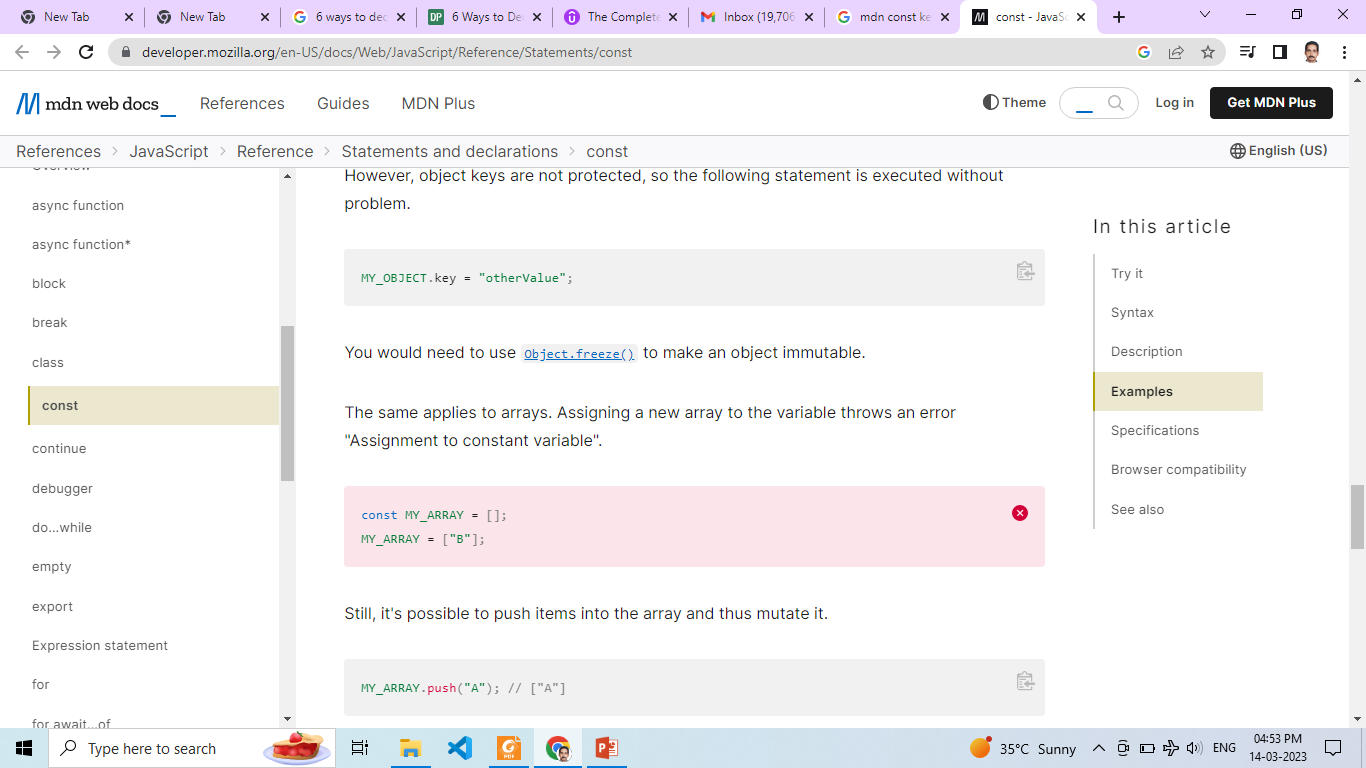 New Tab
New Tab
6 ways to dec
DP 6 Ways to De
The Complete
Inbox (19,706
mdn const ke
const - JavaSc
developer.mozilla.org/en-US/docs/Web/JavaScript/Reference/Statements/const
mdn web docs References Guides MDN Plus Theme Log in Get MDN Plus
References JavaScript Reference Statements and declarations const English (US)
Overview
async function
async function*
block
break
class
const
continue
debugger
do...while
empty
export
Expression statement
for
for await...of
However, object keys are not protected, so the following statement is executed without
problem.
MY_OBJECT.key = "otherValue";
You would need to use Object.freeze() to make an object immutable.
The same applies to arrays. Assigning a new array to the variable throws an error
"Assignment to constant variable".
const MY_ARRAY = [];
MY_ARRAY = ["B"];
Still, it's possible to push items into the array and thus mutate it.
MY_ARRAY.push("A"); // ["A"]
In this article
Try it
Syntax
Description
Examples
Specifications
Browser compatibility
See also
Type here to search
PDF
P
35°C Sunny
ENG
04:53 PM
14-03-2023